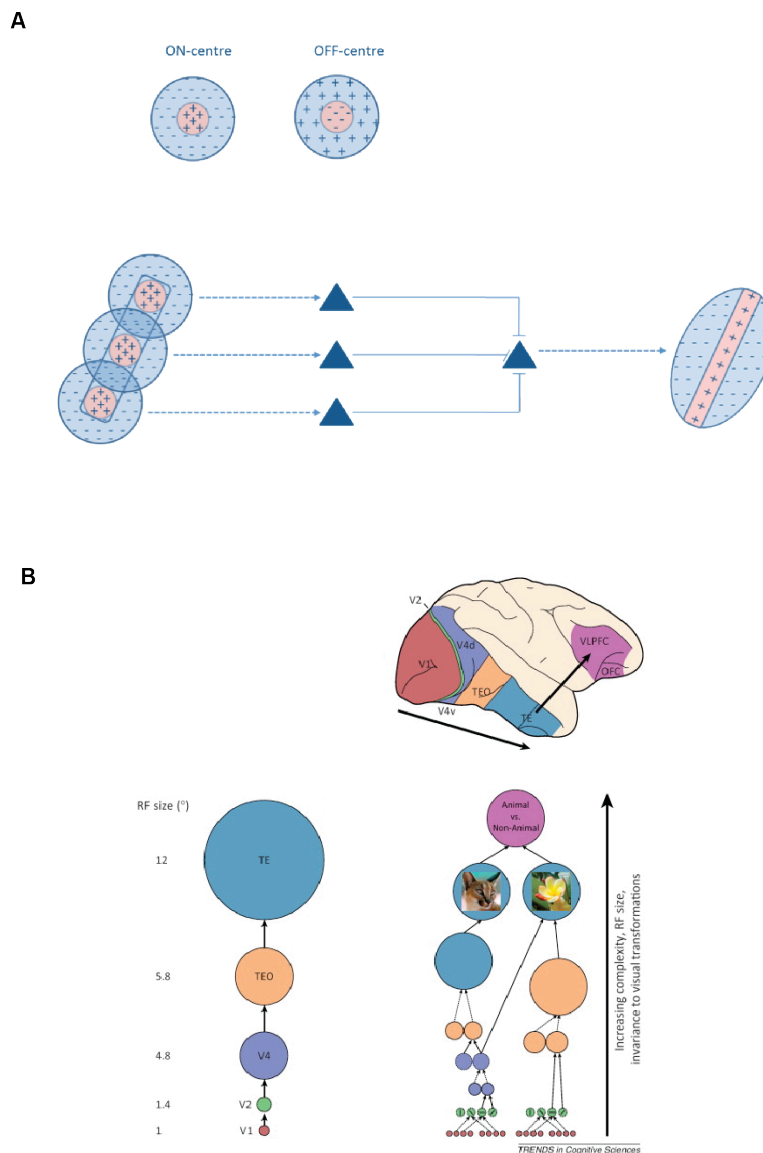 A
ON-centre
OFF-centre
B
V2
V4d
V1
TEO
V4v
TE
VLPFC
OFC
RF size (°)
12
TE
5.8
TEO
4.8
V4
1.4
V2
1
V1
Animal
vs.
Non-Animal
Increasing complexity, RF size,
invariance to visual transformations
TRENDS in Cognitive Sciences